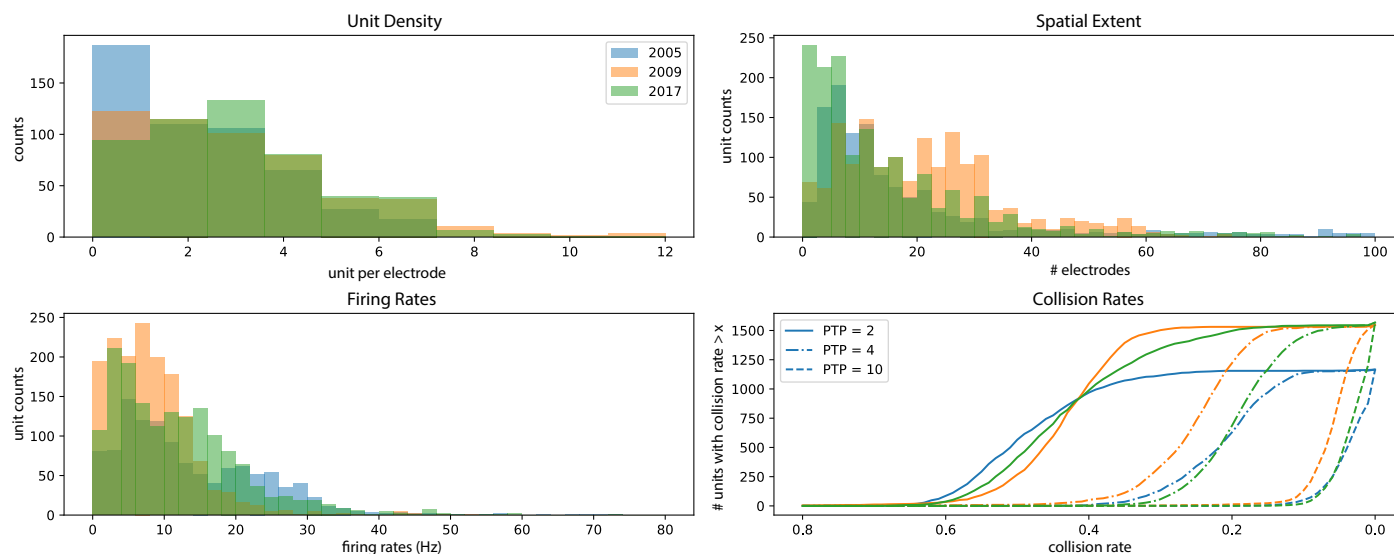 Unit Density
counts
150
100
50
0
2005
2009
2017
0 2 4 6 8 10 12
unit per electrode
Spatial Extent
unit counts
250
200
150
100
50
0
0 20 40 60 80 100
# electrodes
Firing Rates
unit counts
250
200
150
100
50
0
0 10 20 30 40 50 60 70 80
firing rates (Hz)
Collision Rates
# units with collision rate > x
1500
1250
1000
750
500
250
0
PTP = 2
PTP = 4
PTP = 10
0.8 0.6 0.4 0.2 0.0
collision rate